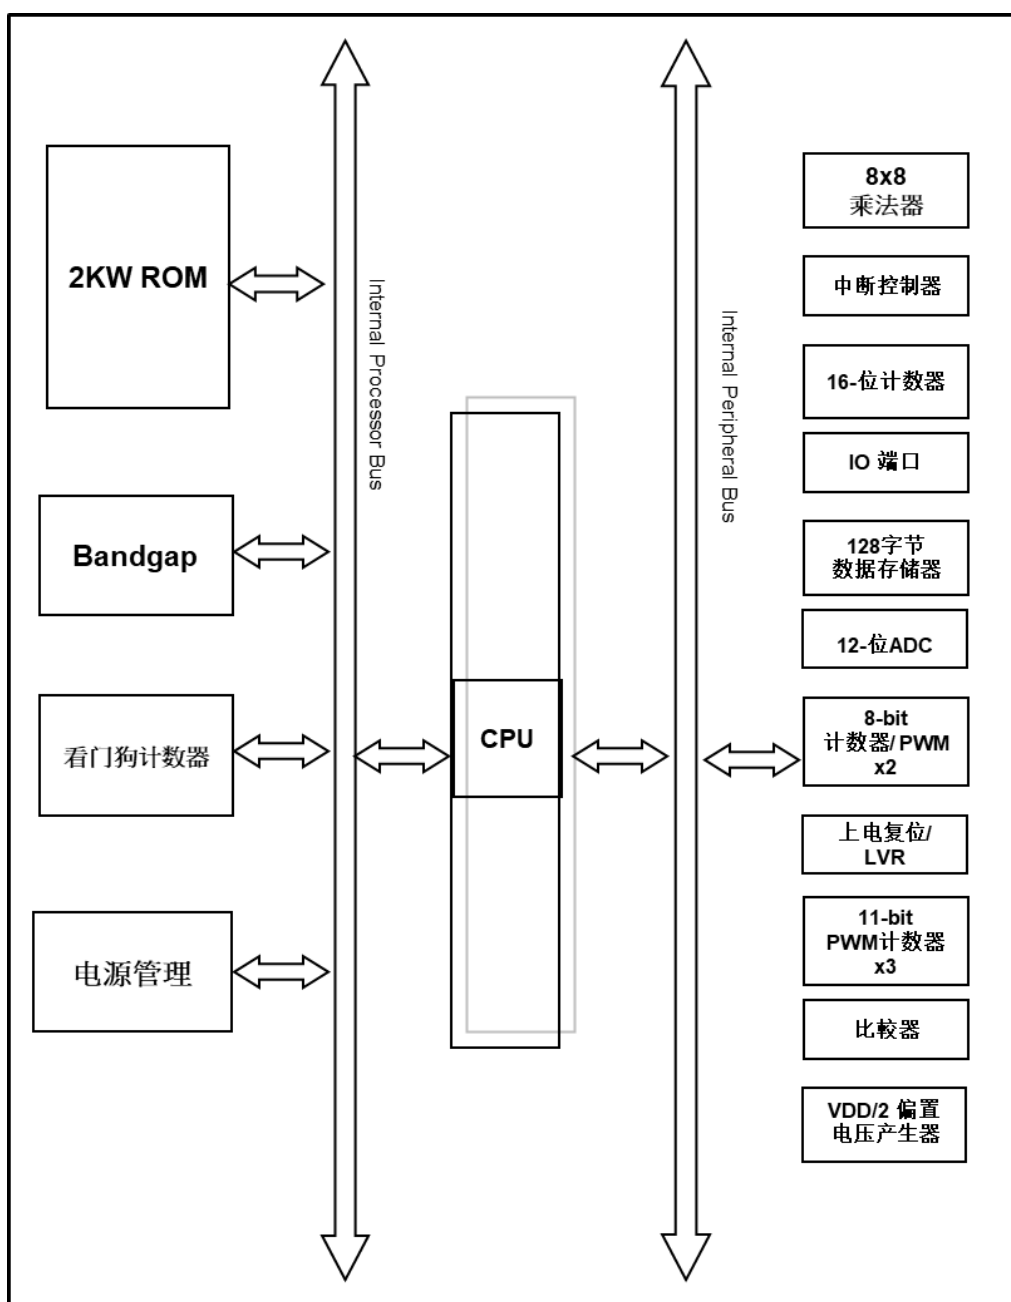 2KW ROM
Bandgap
看门狗计数器
电源管理
Internal Processor Bus
CPU
Internal Peripheral Bus
8x8
乘法器
中断控制器
16-位计数器
IO 端口
128字节
数据存储器
12-位ADC
8-bit
计数器/ PWM
x2
上电复位/
LVR
11-bit
PWM计数器
x3
比較器
VDD/2 偏置
电压产生器